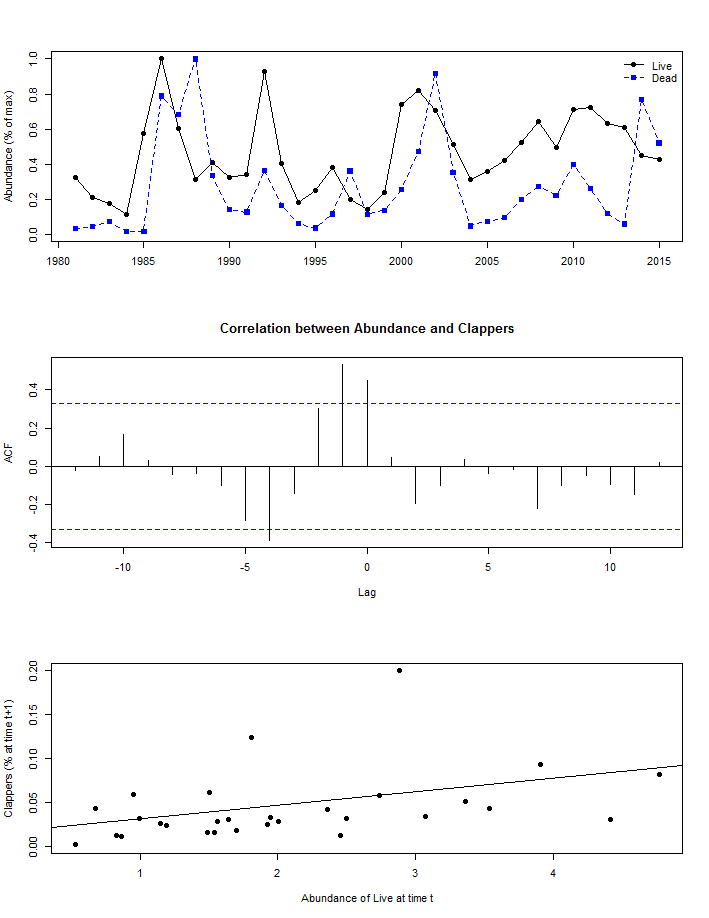 Abundance (% of max)
1.0
0.8
0.6
0.4
0.2
0.0
Live
Dead
1980 1985 1990 1995 2000 2005 2010 2015
Correlation between Abundance and Clappers
ACF
0.4
0.2
0.0
-0.2
-0.4
-10 -5 0 5 10
Lag
Clappers (% at time t+1)
0.20
0.15
0.10
0.05
0.00
1 2 3 4
Abundance of Live at time t